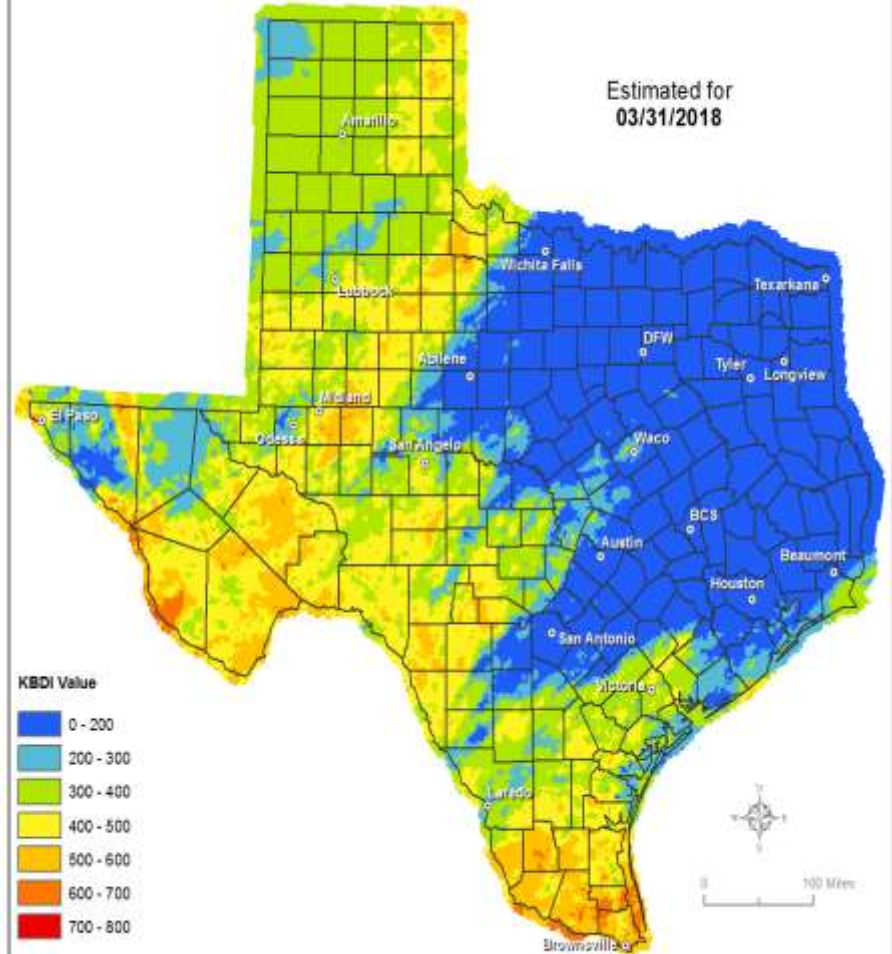 Estimated for
03/31/2018
Amarillo
Wichita Falls
Texarkana
Lubbock
DFW
Abilene
Tyler
Longview
Midland
El Paso
Odessa
San Angelo
Waco
BCS
Austin
Beaumont
Houston
San Antonio
Victoria
Laredo
Brownsville
KBDI Value
0 - 200
200 - 300
300 - 400
400 - 500
500 - 600
600 - 700
700 - 800
N
W
E
S
0 100 Miles